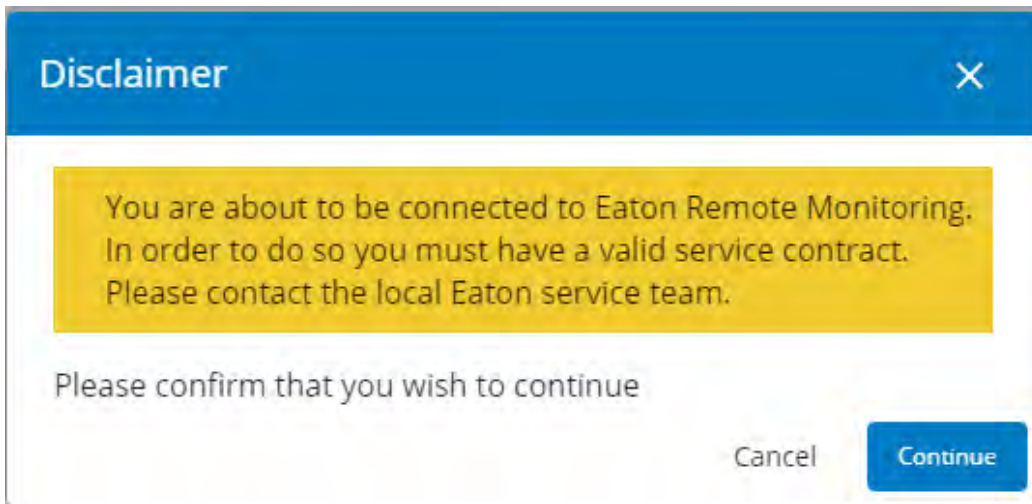 Disclaimer
You are about to be connected to Eaton Remote Monitoring.
In order to do so you must have a valid service contract.
Please contact the local Eaton service team.
Please confirm that you wish to continue
Cancel
Continue